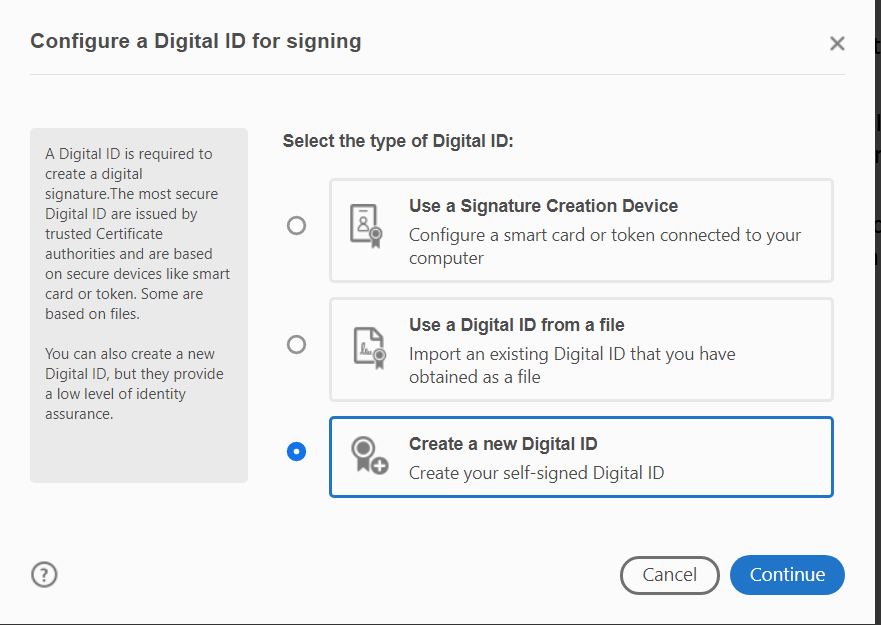 Configure a Digital ID for signing
A Digital ID is required to
create a digital
signature.The most secure
Digital ID are issued by
trusted Certificate
authorities and are based
on secure devices like smart
card or token. Some are
based on files.
You can also create a new
Digital ID, but they provide
a low level of identity
assurance.
Select the type of Digital ID:
Use a Signature Creation Device
Configure a smart card or token connected to your
computer
Use a Digital ID from a file
Import an existing Digital ID that you have
obtained as a file
Create a new Digital ID
Create your self-signed Digital ID
?
Cancel
Continue